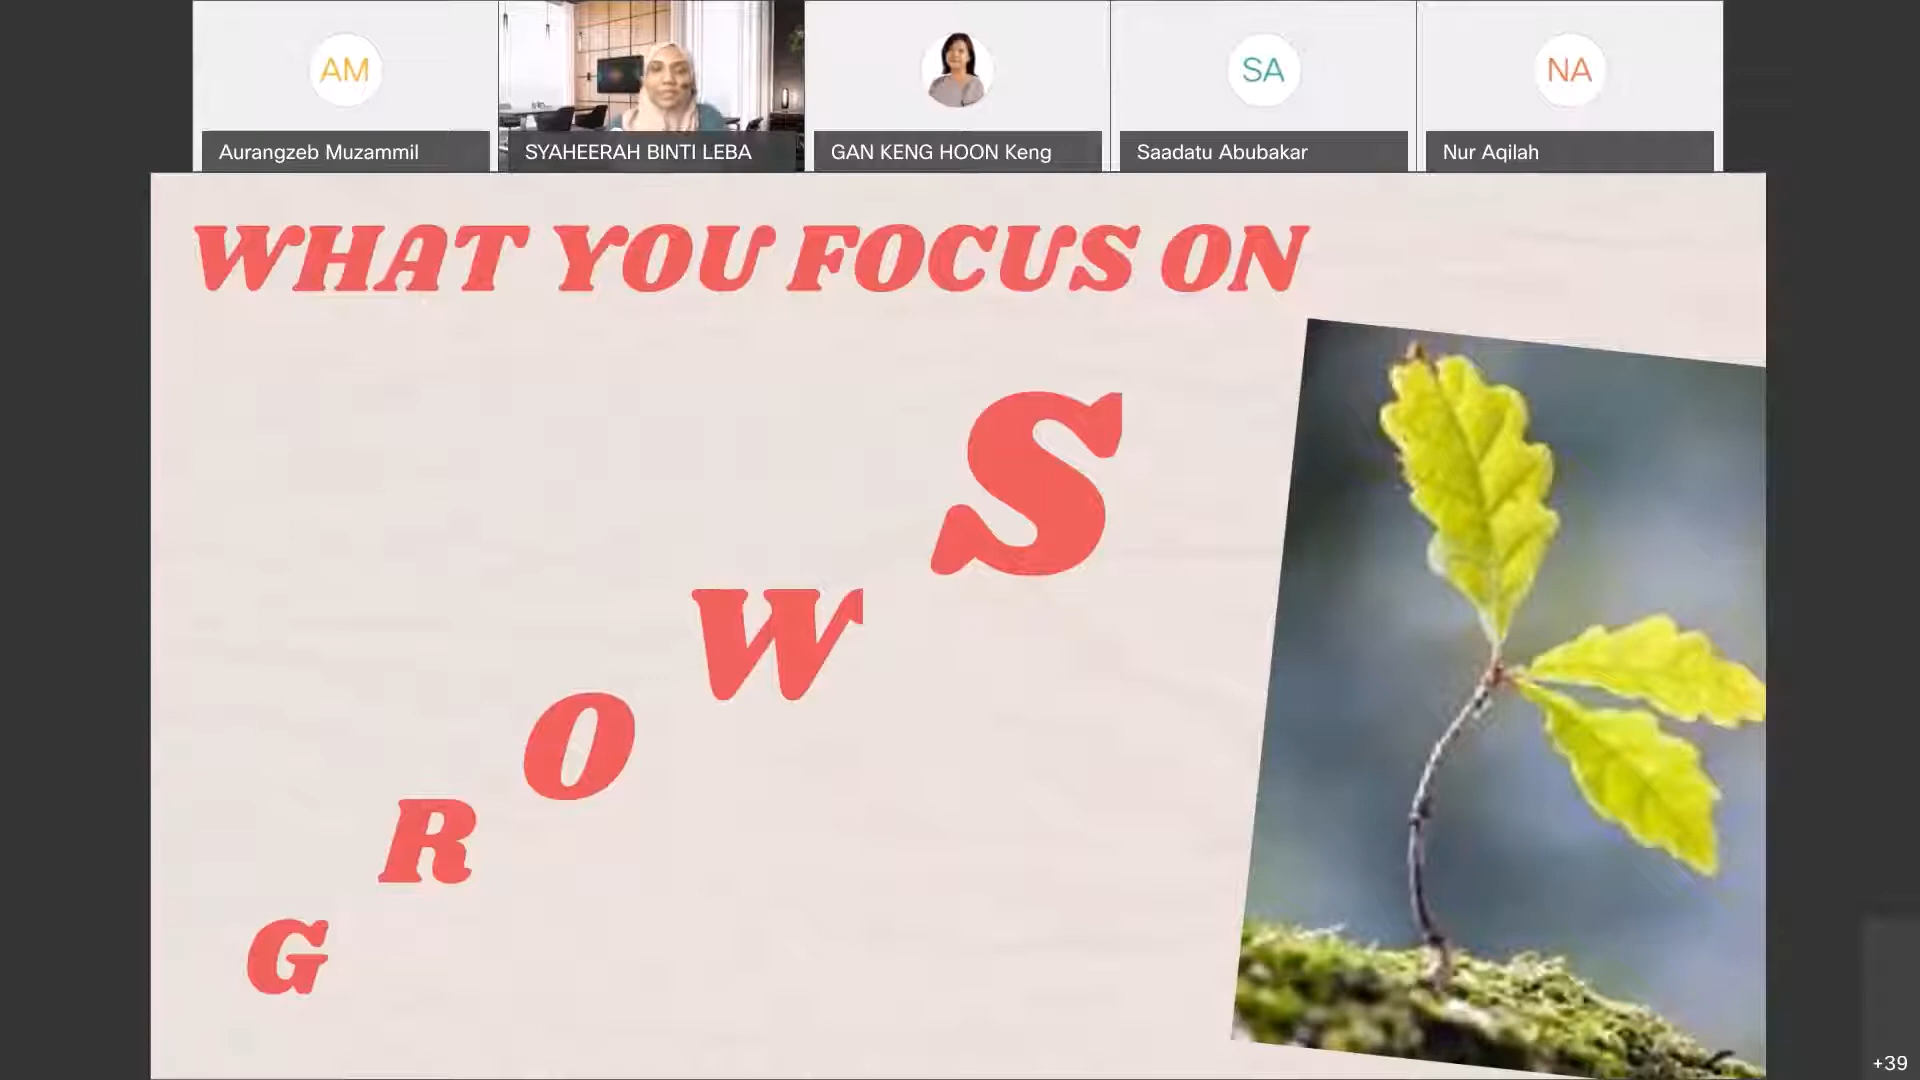 AM
SA
NA
Aurangzeb Muzammil
SYAHEERAH BINTI LEBA
GAN KENG HOON Keng
Saadatu Abubakar
Nur Aqilah
WHAT YOU FOCUS ON
GROWS
+39